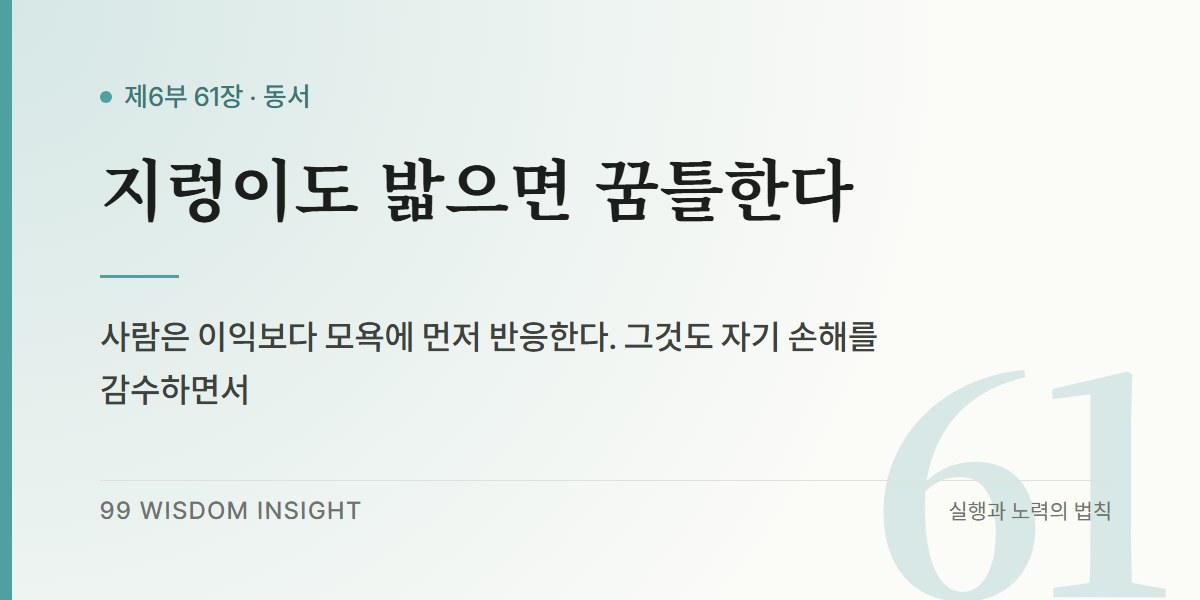 제6부 61장 · 동서
지렁이도 밟으면 꿈틀한다
사람은 이익보다 모욕에 먼저 반응한다. 그것도 자기 손해를
감수하면서
99 WISDOM INSIGHT
실행과 노력의 법칙
61